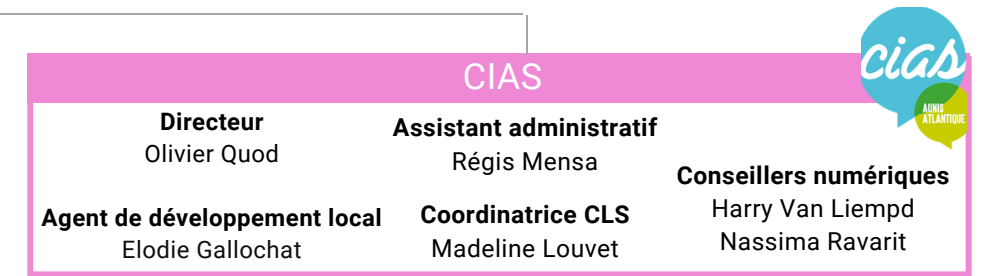 CIAS
cias
AUNIS
ATLANTIQUE
Directeur
Olivier Quod
Assistant administratif
Régis Mensa
Conseillers numériques
Harry Van Liempd
Nassima Ravarit
Agent de développement local
Elodie Gallochat
Coordinatrice CLS
Madeline Louvet